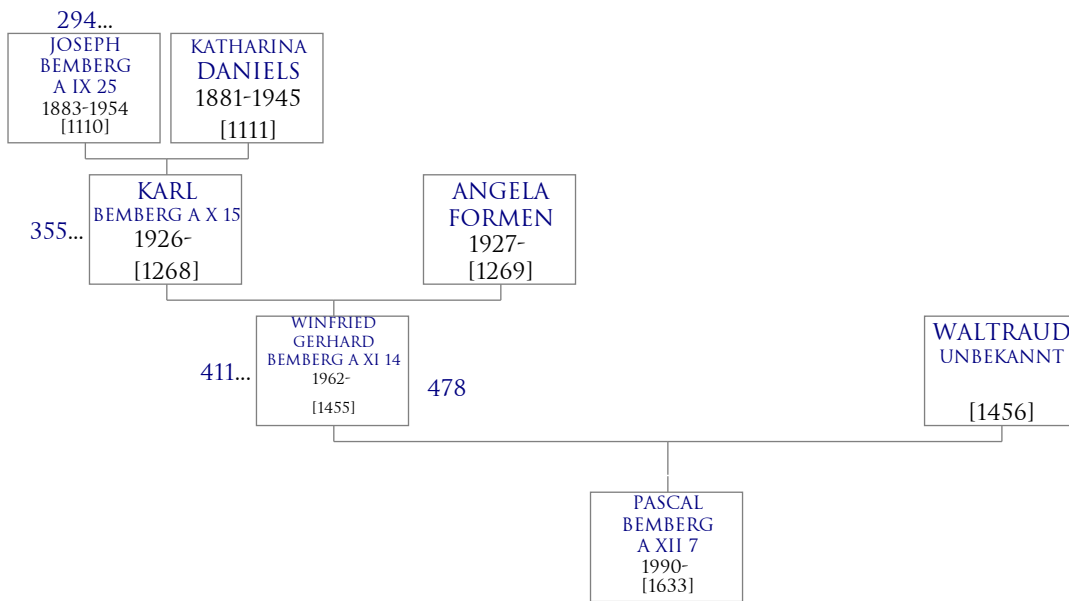 294...
JOSEPH
BEMBERG
A IX 25
1883-1954
[1110]
KATHARINA
DANIELS
1881-1945
[1111]
355...
KARL
BEMBERG A X 15
1926-
[1268]
ANGELA
FORMEN
1927-
[1269]
411...
WINFRIED
GERHARD
BEMBERG A XI 14
1962-
[1455]
478
WALTRAUD
UNBEKANNT
[1456]
PASCAL
BEMBERG
A XII 7
1990-
[1633]